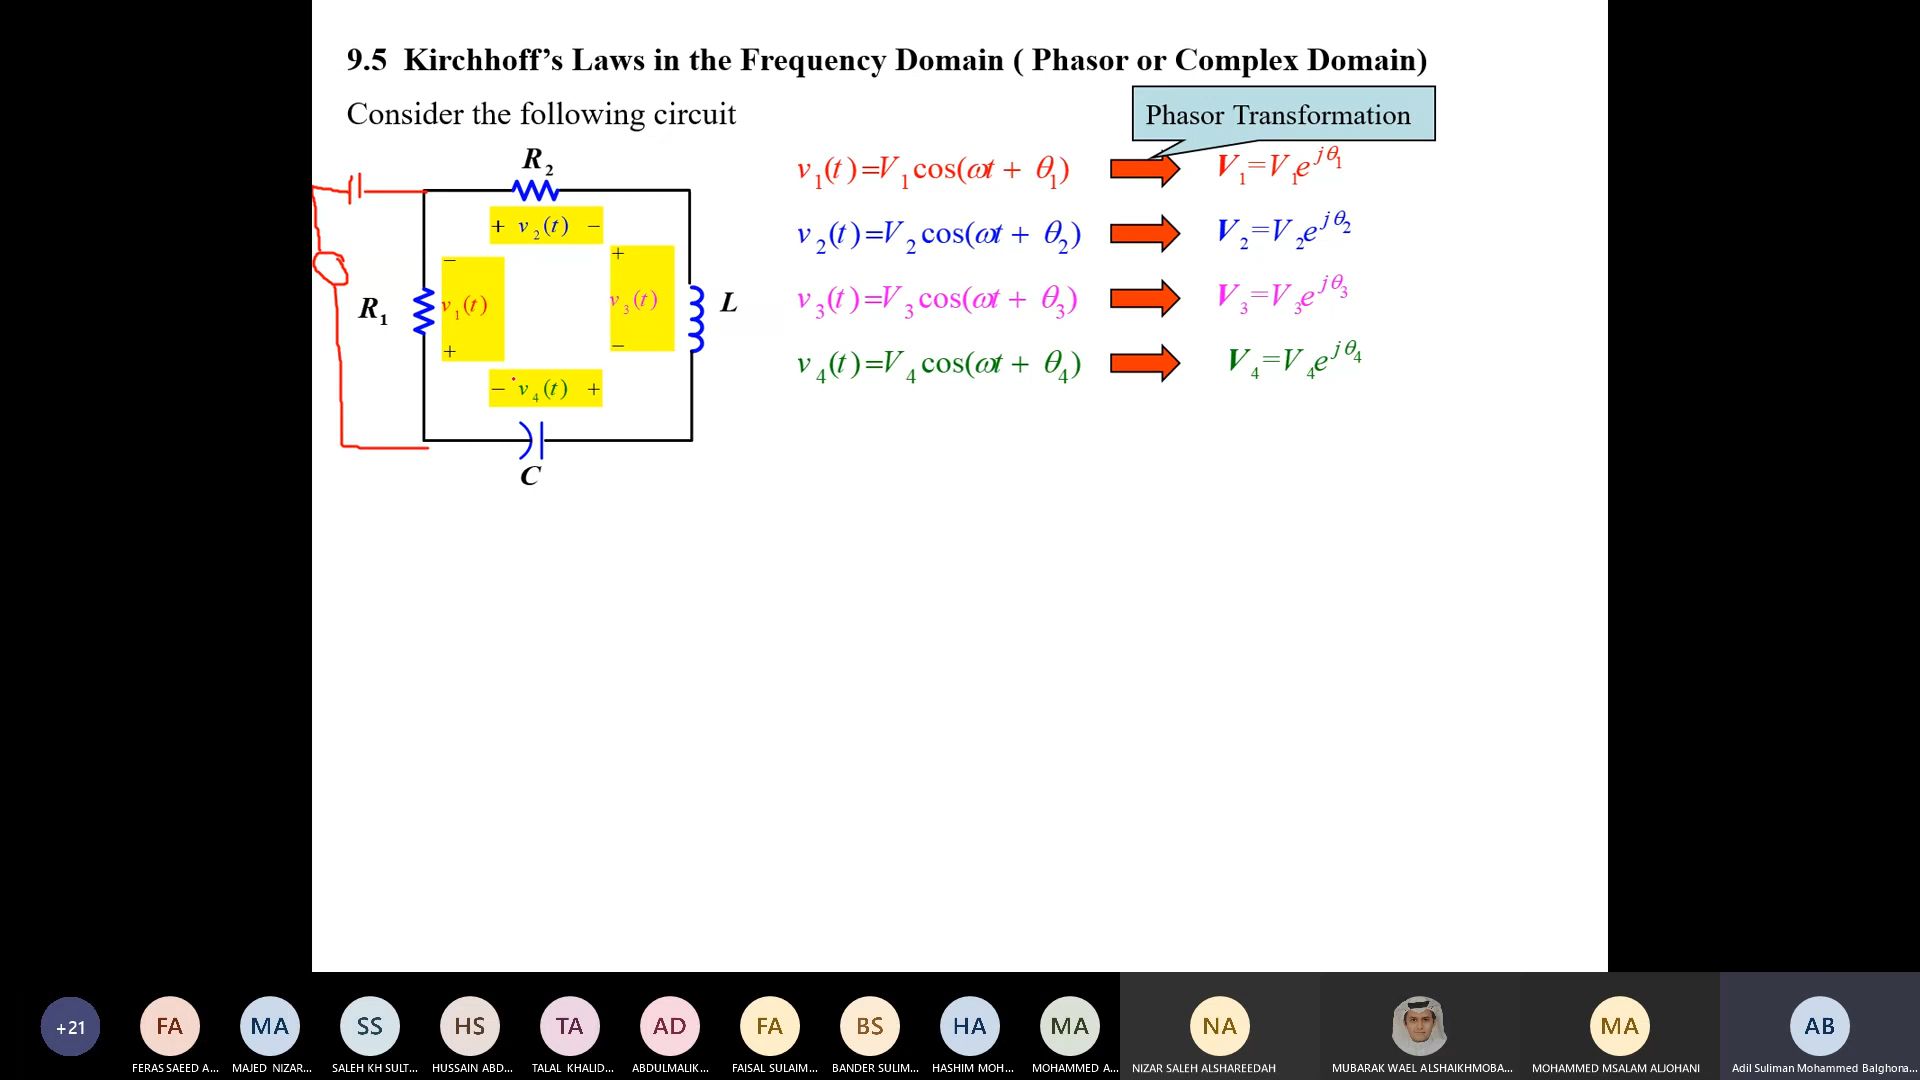 9.5 Kirchhoff's Laws in the Frequency Domain ( Phasor or Complex Domain)
Consider the following circuit
Phasor Transformation
R2
+ v2(t) −
− v1(t) +
+ v3(t) −
− v4(t) +
R1
L
C
v1(t)=V1cos(ωt + θ1)
V1=V1e^jθ1
v2(t)=V2cos(ωt + θ2)
V2=V2e^jθ2
v3(t)=V3cos(ωt + θ3)
V3=V3e^jθ3
v4(t)=V4cos(ωt + θ4)
V4=V4e^jθ4
+21
FA
MA
SS
HS
TA
AD
FA
BS
HA
MA
NA
MA
AB
FERAS SAEED A...
MAJED NIZAR...
SALEH KH SULT...
HUSSAIN ABD...
TALAL KHALID...
ABDULMALIK...
FAISAL SULAIM...
BANDER SULIM...
HASHIM MOH...
MOHAMMED A...
NIZAR SALEH ALSHAREEDAH
MUBARAK WAEL ALSHAIKHMOBA...
MOHAMMED MSALAM ALJOHANI
Adil Suliman Mohammed Balghona...